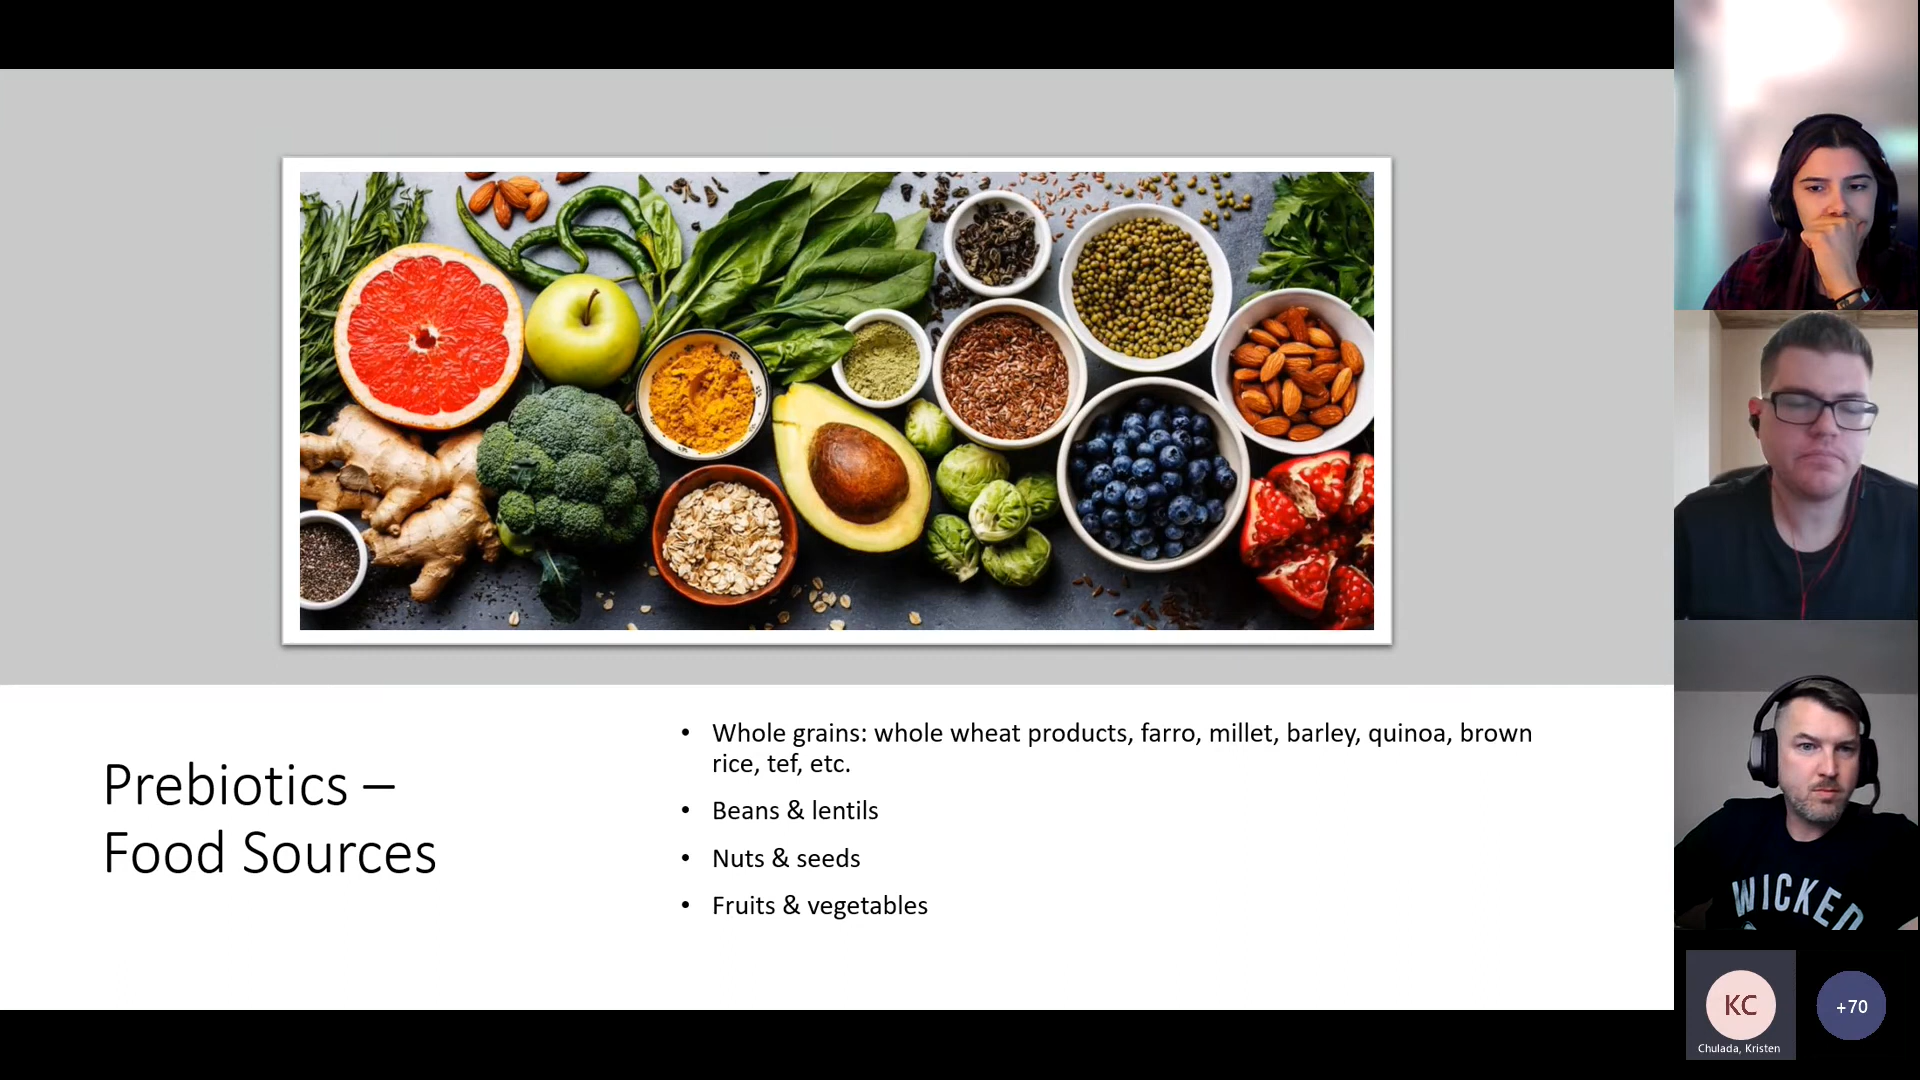 Prebiotics –
Food Sources
• Whole grains: whole wheat products, farro, millet, barley, quinoa, brown
rice, tef, etc.
• Beans & lentils
• Nuts & seeds
• Fruits & vegetables
WICKED
KC
Chulada, Kristen
+70